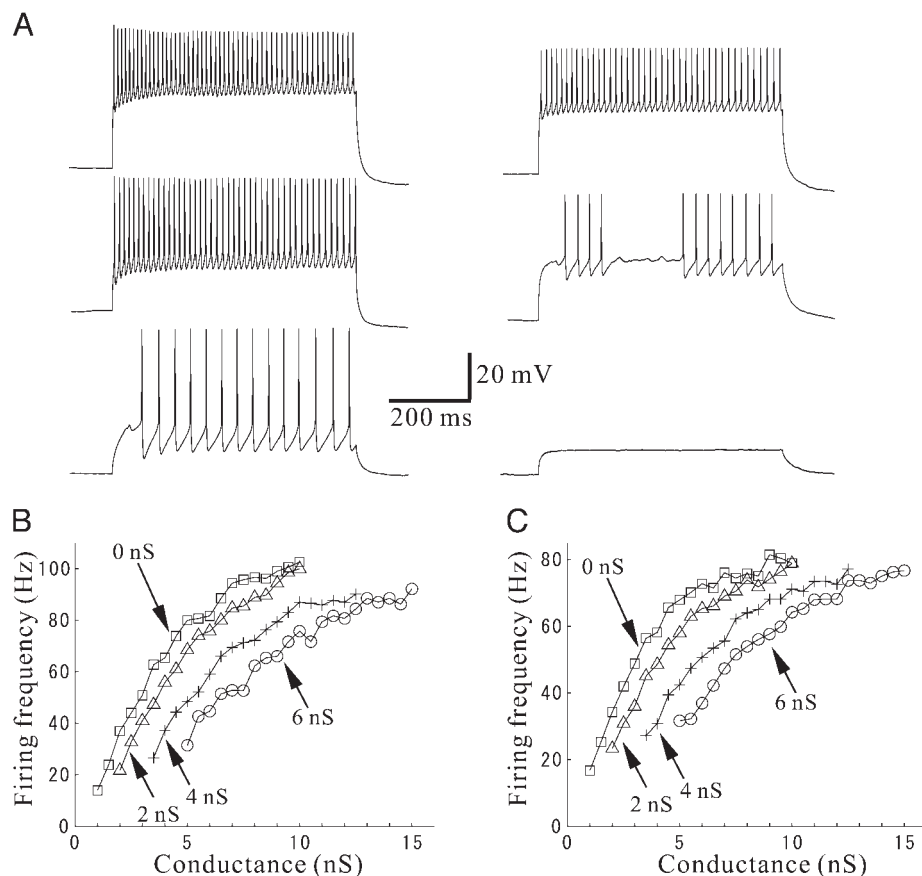 A
20 mV
200 ms
B
Firing frequency (Hz)
100
80
60
40
20
0
0 nS
2 nS
4 nS
6 nS
0
5
10
15
Conductance (nS)
C
Firing frequency (Hz)
80
60
40
20
0
0 nS
2 nS
4 nS
6 nS
0
5
10
15
Conductance (nS)